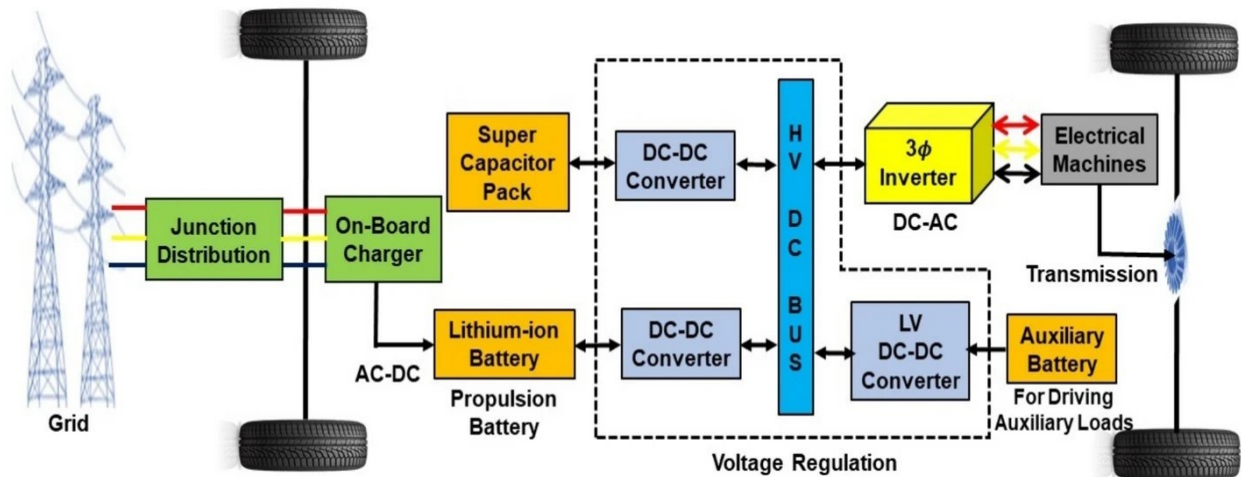 Super
Capacitor
Pack
DC-DC
Converter
H
V
D
C
B
U
S
3ϕ
Inverter
DC-AC
Electrical
Machines
Junction
Distribution
On-Board
Charger
Transmission
AC-DC
Lithium-ion
Battery
Propulsion
Battery
DC-DC
Converter
LV
DC-DC
Converter
Auxiliary
Battery
For Driving
Auxiliary Loads
Grid
Voltage Regulation